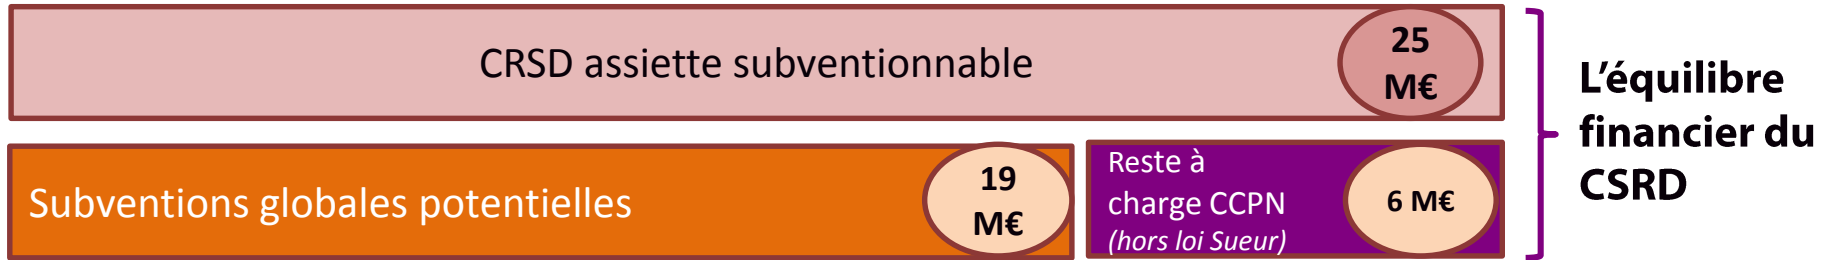 CRSD assiette subventionnable
25
M€
Subventions globales potentielles
19
M€
Reste à
charge CCPN
(hors loi Sueur)
6 M€
L’équilibre
financier du
CSRD